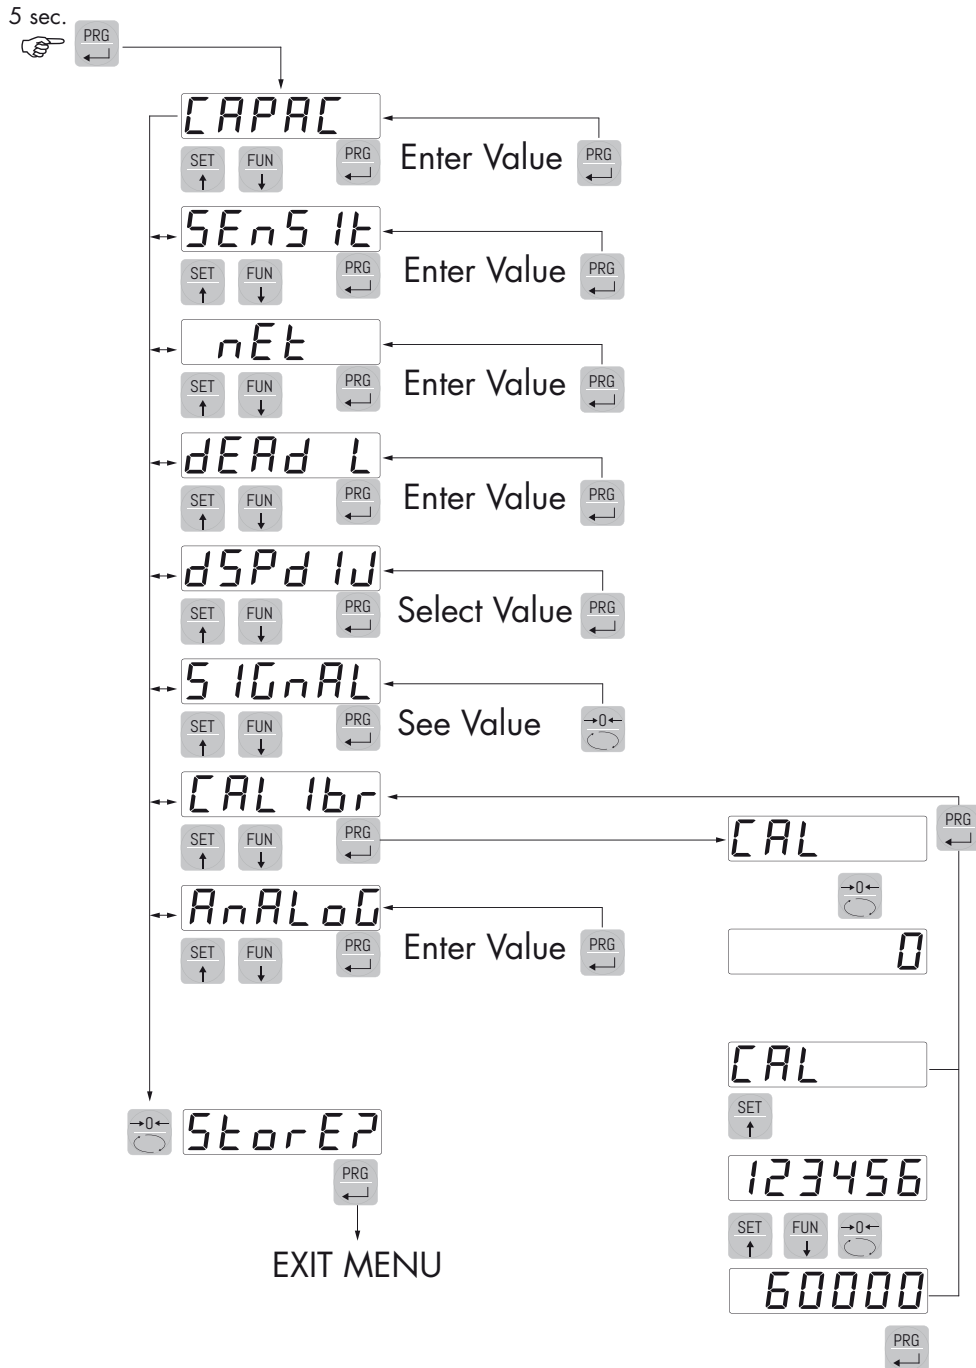 5 sec.
PRG
CAPAC
SET FUN PRG Enter Value PRG
SEnSIt
SET FUN PRG Enter Value PRG
nEt
SET FUN PRG Enter Value PRG
dEAd L
SET FUN PRG Enter Value PRG
dSPdIU
SET FUN PRG Select Value PRG
SIGnAL
SET FUN PRG See Value →0←
CALIbr
SET FUN PRG
CAL PRG
→0←
AnALoG
SET FUN PRG Enter Value PRG
0
CAL
SET
StorE?
→0←
PRG
EXIT MENU
123456
SET FUN →0←
60000
PRG